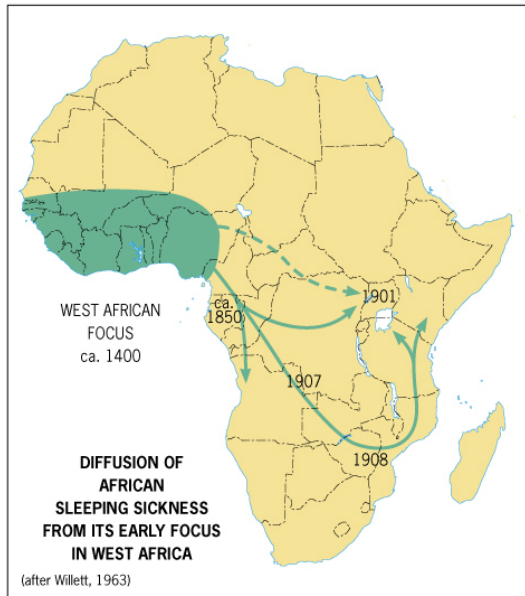 1901
ca.
1850
WEST AFRICAN
FOCUS
ca. 1400
1907
1908
DIFFUSION OF
AFRICAN
SLEEPING SICKNESS
FROM ITS EARLY FOCUS
IN WEST AFRICA
(after Willett, 1963)